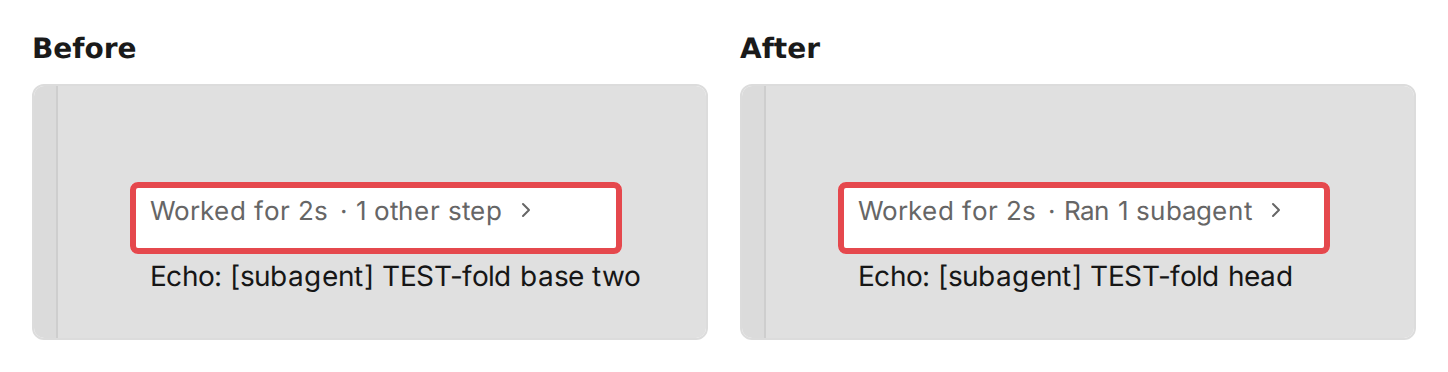 Before
Worked for 2s · 1 other step
Echo: [subagent] TEST-fold base two
After
Worked for 2s · Ran 1 subagent
Echo: [subagent] TEST-fold head